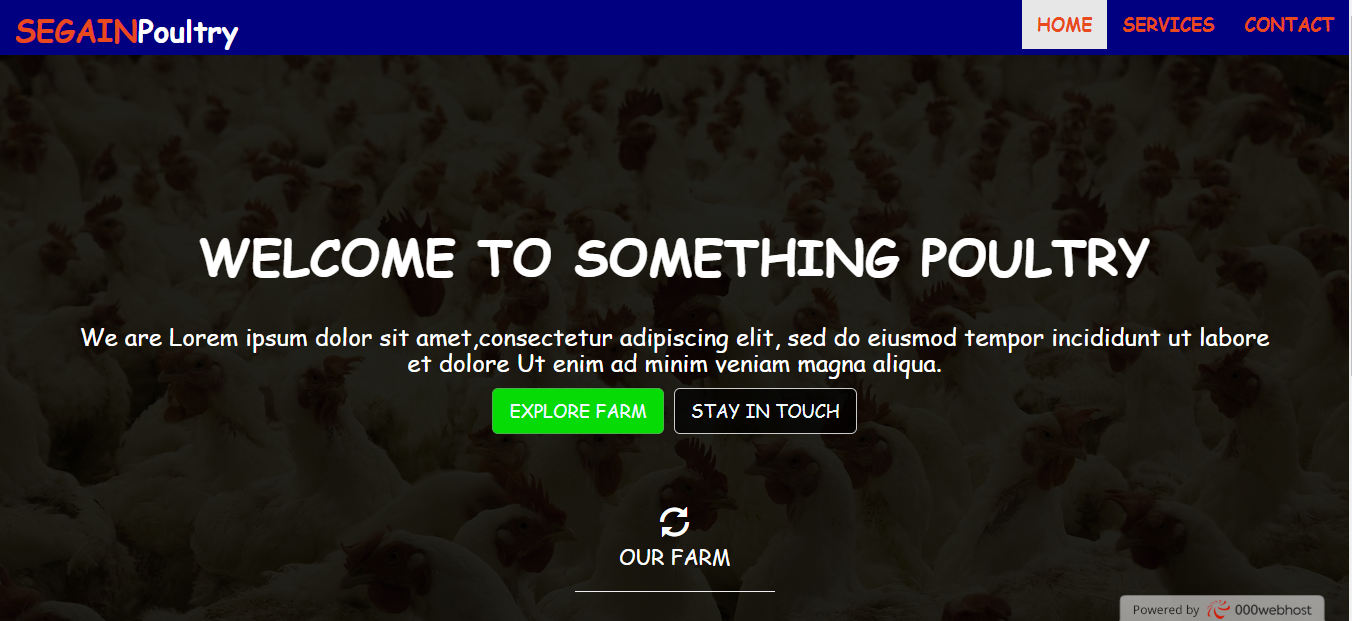 SEGAINPoultry
HOME SERVICES CONTACT
WELCOME TO SOMETHING POULTRY
We are Lorem ipsum dolor sit amet,consectetur adipiscing elit, sed do eiusmod tempor incididunt ut labore
et dolore Ut enim ad minim veniam magna aliqua.
EXPLORE FARM STAY IN TOUCH
OUR FARM
Powered by 000webhost